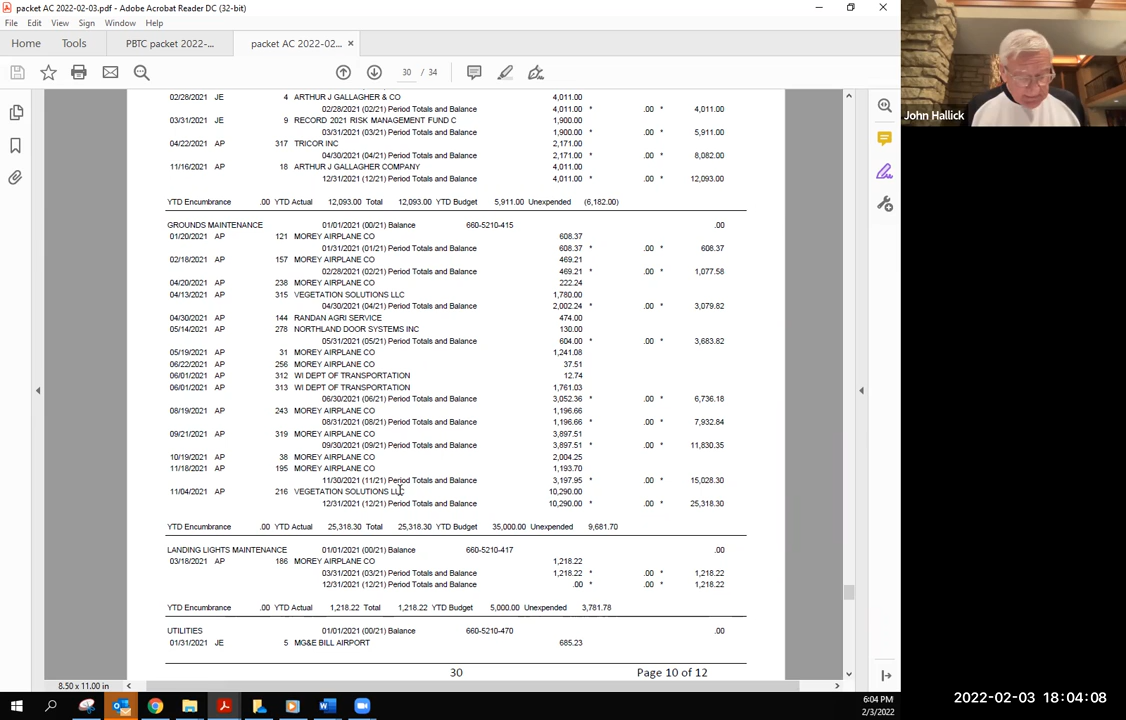 packet AC 2022-02-03.pdf - Adobe Acrobat Reader DC (32-bit)
File Edit View Sign Window Help
Home Tools PBTC packet 2022-... packet AC 2022-02... ×
30 / 34
02/28/2021 JE 4 ARTHUR J GALLAGHER & CO 4,011.00
02/28/2021 (02/21) Period Totals and Balance 4,011.00 * .00 * 4,011.00
03/31/2021 JE 9 RECORD 2021 RISK MANAGEMENT FUND C 1,900.00
03/31/2021 (03/21) Period Totals and Balance 1,900.00 * .00 * 5,911.00
04/22/2021 AP 317 TRICOR INC 2,171.00
04/30/2021 (04/21) Period Totals and Balance 2,171.00 * .00 * 8,082.00
11/16/2021 AP 18 ARTHUR J GALLAGHER COMPANY 4,011.00
12/31/2021 (12/21) Period Totals and Balance 4,011.00 * .00 * 12,093.00
YTD Encumbrance .00 YTD Actual 12,093.00 Total 12,093.00 YTD Budget 5,911.00 Unexpended (6,182.00)
GROUNDS MAINTENANCE 01/01/2021 (00/21) Balance 660-5210-415 .00
01/20/2021 AP 121 MOREY AIRPLANE CO 608.37
01/31/2021 (01/21) Period Totals and Balance 608.37 * .00 * 608.37
02/18/2021 AP 157 MOREY AIRPLANE CO 469.21
02/28/2021 (02/21) Period Totals and Balance 469.21 * .00 * 1,077.58
04/20/2021 AP 238 MOREY AIRPLANE CO 222.24
04/13/2021 AP 315 VEGETATION SOLUTIONS LLC 1,780.00
04/30/2021 (04/21) Period Totals and Balance 2,002.24 * .00 * 3,079.82
04/30/2021 AP 144 RANDAN AGRI SERVICE 474.00
05/14/2021 AP 278 NORTHLAND DOOR SYSTEMS INC 130.00
05/31/2021 (05/21) Period Totals and Balance 604.00 * .00 * 3,683.82
05/19/2021 AP 31 MOREY AIRPLANE CO 1,241.08
06/22/2021 AP 256 MOREY AIRPLANE CO 37.51
06/01/2021 AP 312 WI DEPT OF TRANSPORTATION 12.74
06/01/2021 AP 313 WI DEPT OF TRANSPORTATION 1,761.03
06/30/2021 (06/21) Period Totals and Balance 3,052.36 * .00 * 6,736.18
08/19/2021 AP 243 MOREY AIRPLANE CO 1,196.66
08/31/2021 (08/21) Period Totals and Balance 1,196.66 * .00 * 7,932.84
09/21/2021 AP 319 MOREY AIRPLANE CO 3,897.51
09/30/2021 (09/21) Period Totals and Balance 3,897.51 * .00 * 11,830.35
10/19/2021 AP 38 MOREY AIRPLANE CO 2,004.25
11/18/2021 AP 195 MOREY AIRPLANE CO 1,193.70
11/30/2021 (11/21) Period Totals and Balance 3,197.95 * .00 * 15,028.30
11/04/2021 AP 216 VEGETATION SOLUTIONS LLC 10,290.00
12/31/2021 (12/21) Period Totals and Balance 10,290.00 * .00 * 25,318.30
YTD Encumbrance .00 YTD Actual 25,318.30 Total 25,318.30 YTD Budget 35,000.00 Unexpended 9,681.70
LANDING LIGHTS MAINTENANCE 01/01/2021 (00/21) Balance 660-5210-417 .00
03/18/2021 AP 186 MOREY AIRPLANE CO 1,218.22
03/31/2021 (03/21) Period Totals and Balance 1,218.22 * .00 * 1,218.22
12/31/2021 (12/21) Period Totals and Balance .00 * .00 * 1,218.22
YTD Encumbrance .00 YTD Actual 1,218.22 Total 1,218.22 YTD Budget 5,000.00 Unexpended 3,781.78
UTILITIES 01/01/2021 (00/21) Balance 660-5210-470 .00
01/31/2021 JE 5 MG&E BILL AIRPORT 685.23
30 Page 10 of 12
8.50 x 11.00 in
John Hallick
6:04 PM
2/3/2022
2022-02-03 18:04:08